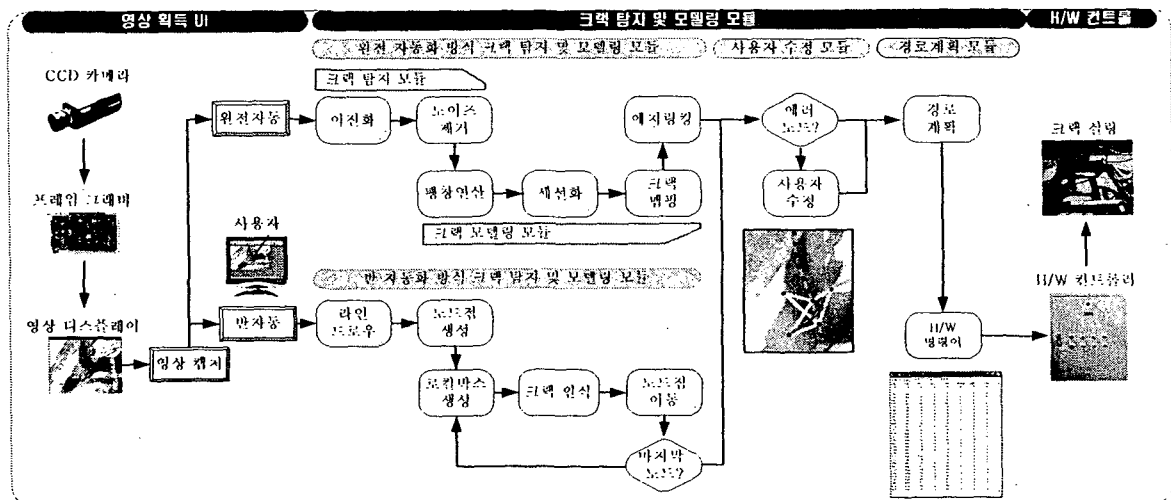 영상 획득 UI
크랙 탐지 및 모델링 모듈
H/W 컨트롤
완전 자동화 방식 크랙 탐지 및 모델링 모듈
사용자 수정 모듈
경로계획 모듈
크랙 탐지 모듈
CCD 카메라
완전자동
이진화
노이즈
제거
에지링킹
에러
노드?
경로
계획
크랙 실링
팽창연산
세선화
크랙
맵핑
사용자
수정
프레임 그래버
크랙 모델링 모듈
사용자
반 자동화 방식 크랙 탐지 및 모델링 모듈
H/W 컨트롤러
영상 디스플레이
반자동
라인
드로우
노드점
생성
H/W
명령어
영상 캡처
로컬박스
생성
크랙 인식
노드점
이동
마지막
노드?